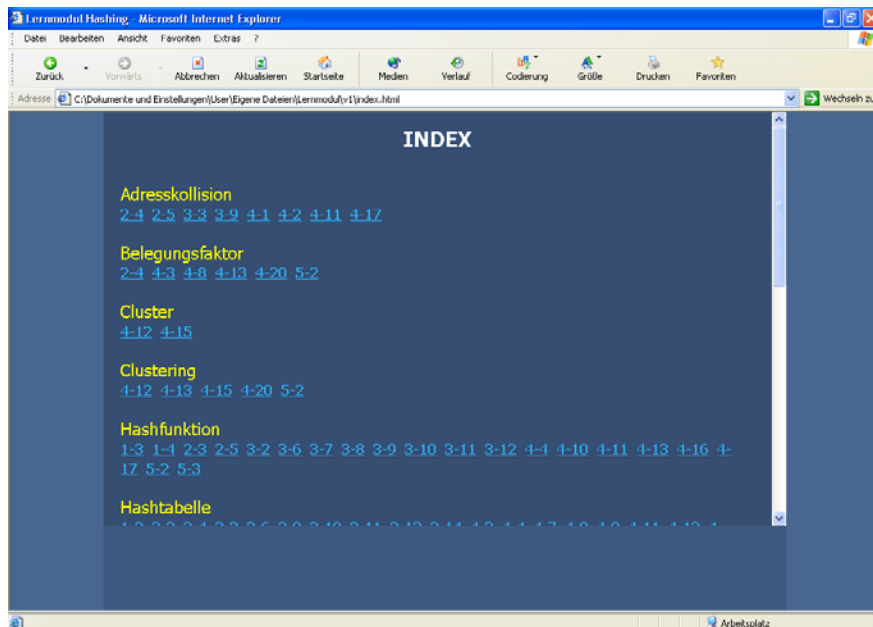 Lernmodul Hashing - Microsoft Internet Explorer
Datei Bearbeiten Ansicht Favoriten Extras ?
Zurück Vorwärts Abbrechen Aktualisieren Startseite Medien Verlauf Codierung Größe Drucken Favoriten
Adresse C:\Dokumente und Einstellungen\User\Eigene Dateien\Lernmodul\v1\index.html Wechseln zu
INDEX
Adresskollision
2-4 2-5 3-3 3-9 4-1 4-2 4-11 4-17
Belegungsfaktor
2-4 4-3 4-8 4-13 4-20 5-2
Cluster
4-12 4-15
Clustering
4-12 4-13 4-15 4-20 5-2
Hashfunktion
1-3 1-4 2-3 2-5 3-2 3-6 3-7 3-8 3-9 3-10 3-11 3-12 4-4 4-10 4-11 4-13 4-16 4-
17 5-2 5-3
Hashtabelle
Arbeitsplatz